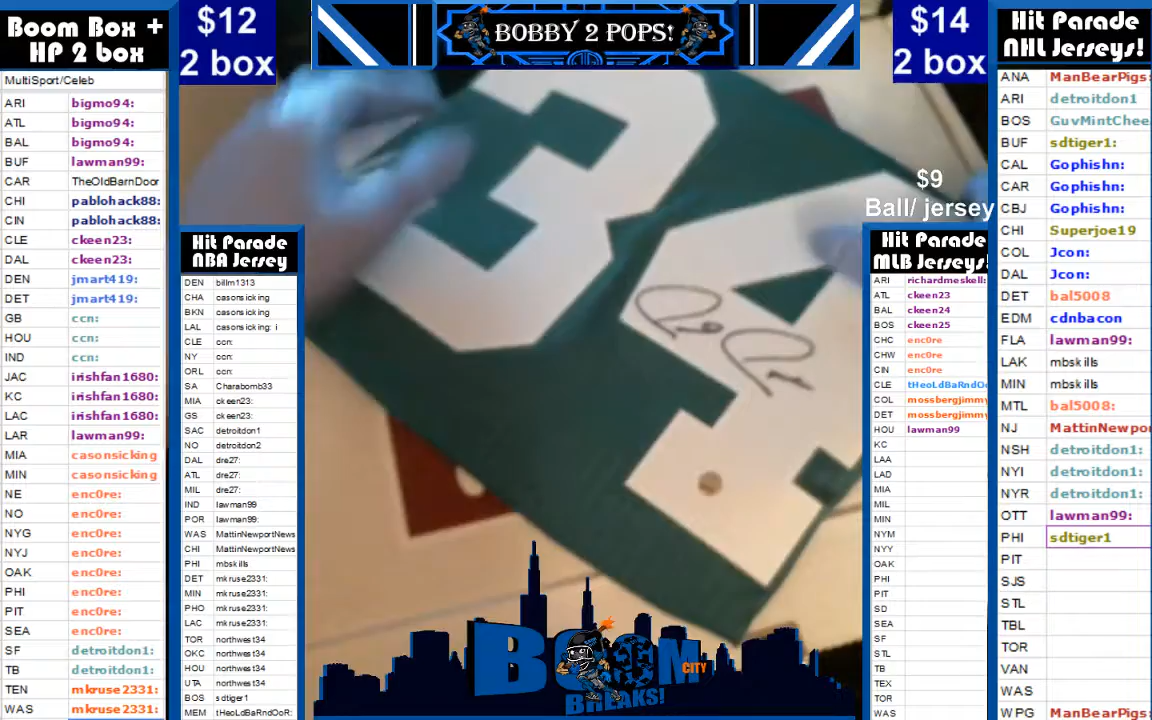 Boom Box +
HP 2 box
MultiSport/Celeb
ARI bigmo94:
ATL bigmo94:
BAL bigmo94:
BUF lawman99:
CAR TheOldBarnDoor
CHI pablohack88:
CIN pablohack88:
CLE ckeen23:
DAL ckeen23:
DEN jmart419:
DET jmart419:
GB ccn:
HOU ccn:
IND ccn:
JAC irishfan1680:
KC irishfan1680:
LAC irishfan1680:
LAR lawman99:
MIA casonsicking
MIN casonsicking
NE enc0re:
NO enc0re:
NYG enc0re:
NYJ enc0re:
OAK enc0re:
PHI enc0re:
PIT enc0re:
SEA enc0re:
SF detroitdon1:
TB detroitdon1:
TEN mkruse2331:
WAS mkruse2331:
$12
2 box
Hit Parade
NBA Jersey
DEN billm1313
CHA casonsicking
BKN casonsicking
LAL casonsicking: i
CLE ccn:
NY ccn:
ORL ccn:
SA Charabomb33
MIA ckeen23:
GS ckeen23:
SAC detroitdon1
NO detroitdon2
DAL dre27:
ATL dre27:
MIL dre27:
IND lawman99
POR lawman99:
WAS MattinNewportNews
CHI MattinNewportNews
PHI mbskills
DET mkruse2331:
MIN mkruse2331:
PHO mkruse2331:
LAC mkruse2331:
TOR northwest34
OKC northwest34
HOU northwest34
UTA northwest34
BOS sdtiger1
MEM tHeoLdBaRndOoR:
BOBBY 2 POPS!
3
BOOM
CITY
BREAKS!
$14
2 box
$9
Ball/ jersey
Hit Parade
MLB Jerseys!
ARI richardmeskell:
ATL ckeen23
BAL ckeen24
BOS ckeen25
CHC enc0re
CHW enc0re
CIN enc0re
CLE tHeoLdBaRndOo
COL mossbergjimmy
DET mossbergjimmy
HOU lawman99
KC
LAA
LAD
MIA
MIL
MIN
NYM
NYY
OAK
PHI
PIT
SD
SEA
SF
STL
TB
TEX
TOR
WAS
Hit Parade
NHL Jerseys!
ANA ManBearPigs:
ARI detroitdon1
BOS GuvMintChee
BUF sdtiger1:
CAL Gophishn:
CAR Gophishn:
CBJ Gophishn:
CHI Superjoe19
COL Jcon:
DAL Jcon:
DET bal5008
EDM cdnbacon
FLA lawman99:
LAK mbskills
MIN mbskills
MTL bal5008:
NJ MattinNewpor
NSH detroitdon1:
NYI detroitdon1:
NYR detroitdon1:
OTT lawman99:
PHI sdtiger1
PIT
SJS
STL
TBL
TOR
VAN
WAS
WPG ManBearPigs: